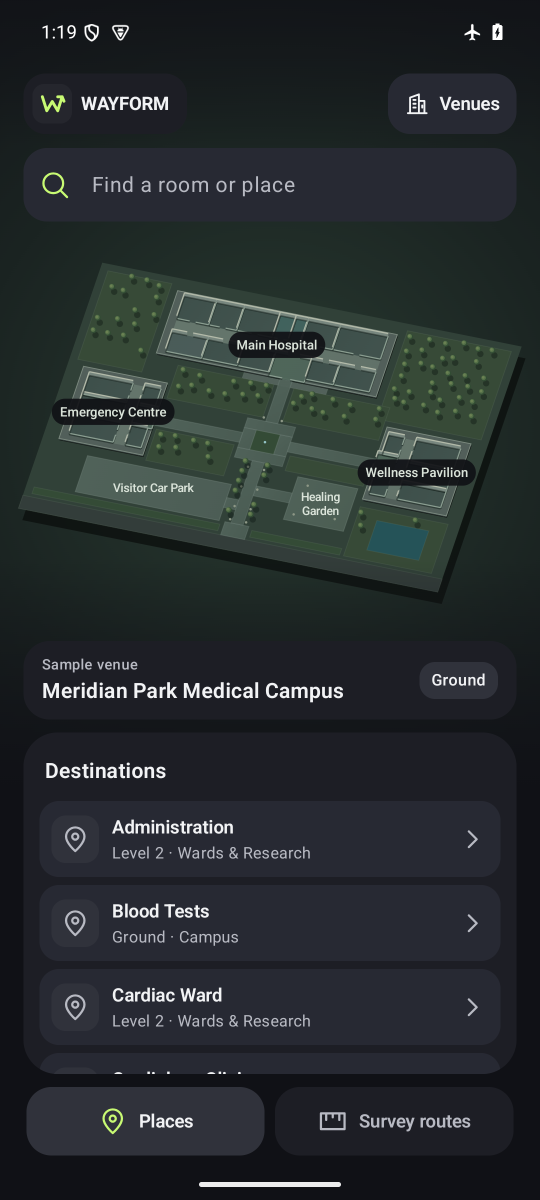 1:19
WAYFORM
Venues
Find a room or place
Main Hospital
Emergency Centre
Wellness Pavilion
Visitor Car Park
Healing
Garden
Sample venue
Meridian Park Medical Campus
Ground
Destinations
Administration
Level 2 · Wards & Research
Blood Tests
Ground · Campus
Cardiac Ward
Level 2 · Wards & Research
Places
Survey routes